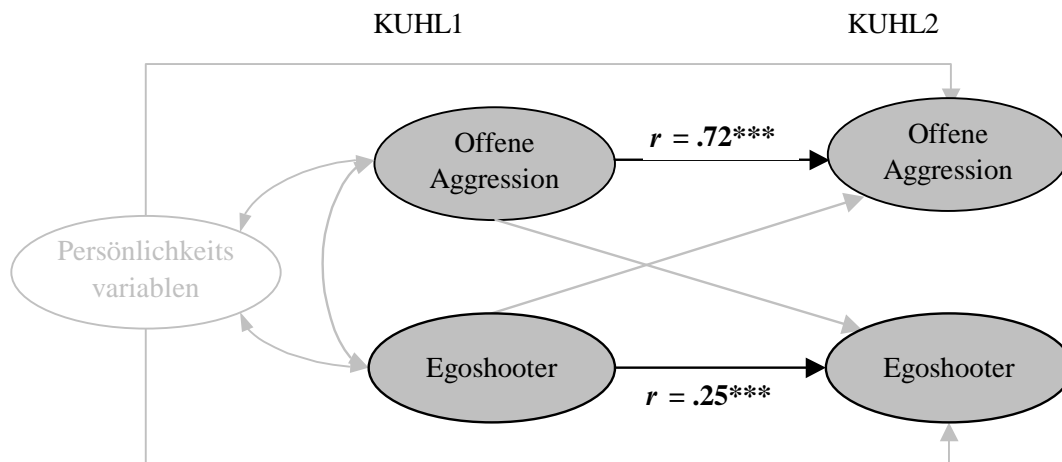 KUHL1
KUHL2
Offene
Aggression
r = .72***
Offene
Aggression
Persönlichkeits
variablen
Egoshooter
r = .25***
Egoshooter